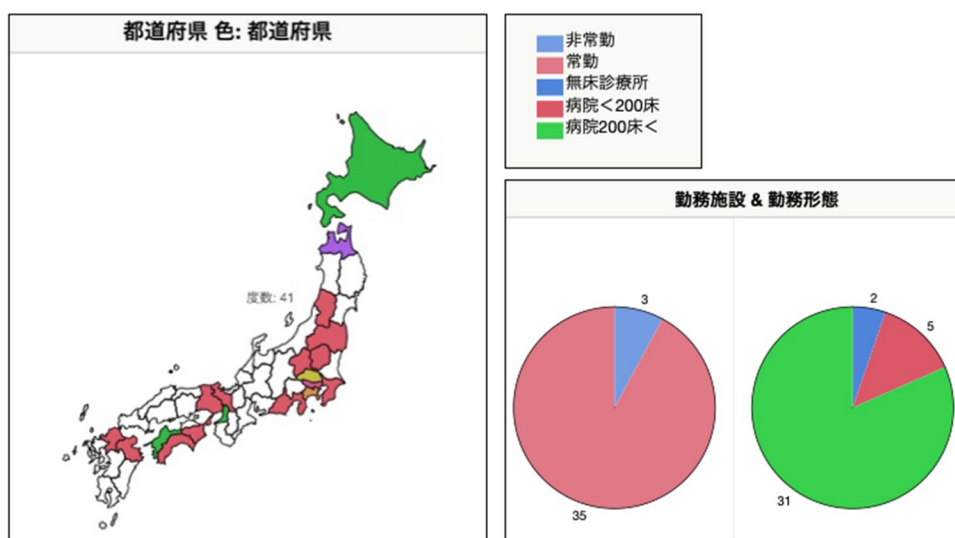 都道府県 色: 都道府県
度数: 41
非常勤
常勤
無床診療所
病院<200床
病院200床<
勤務施設 & 勤務形態
3
35
2
5
31